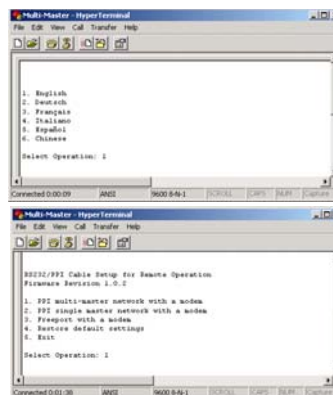 Multi-Master - HyperTerminal
File Edit View Call Transfer Help
1. English
2. Deutsch
3. Français
4. Italiano
5. Español
6. Chinese
Select Operation: 1
Connected 0:00:09 ANSI 9600 8-N-1 SCROLL CAPS NUM Capture
Multi-Master - HyperTerminal
File Edit View Call Transfer Help
RS232/PPI Cable Setup for Remote Operation
Firmware Revision 1.0.2
1. PPI multi-master network with a modem
2. PPI single master network with a modem
3. Freeport with a modem
4. Restore default settings
5. Exit
Select Operation: 1
Connected 0:01:38 ANSI 9600 8-N-1 SCROLL CAPS NUM Capture